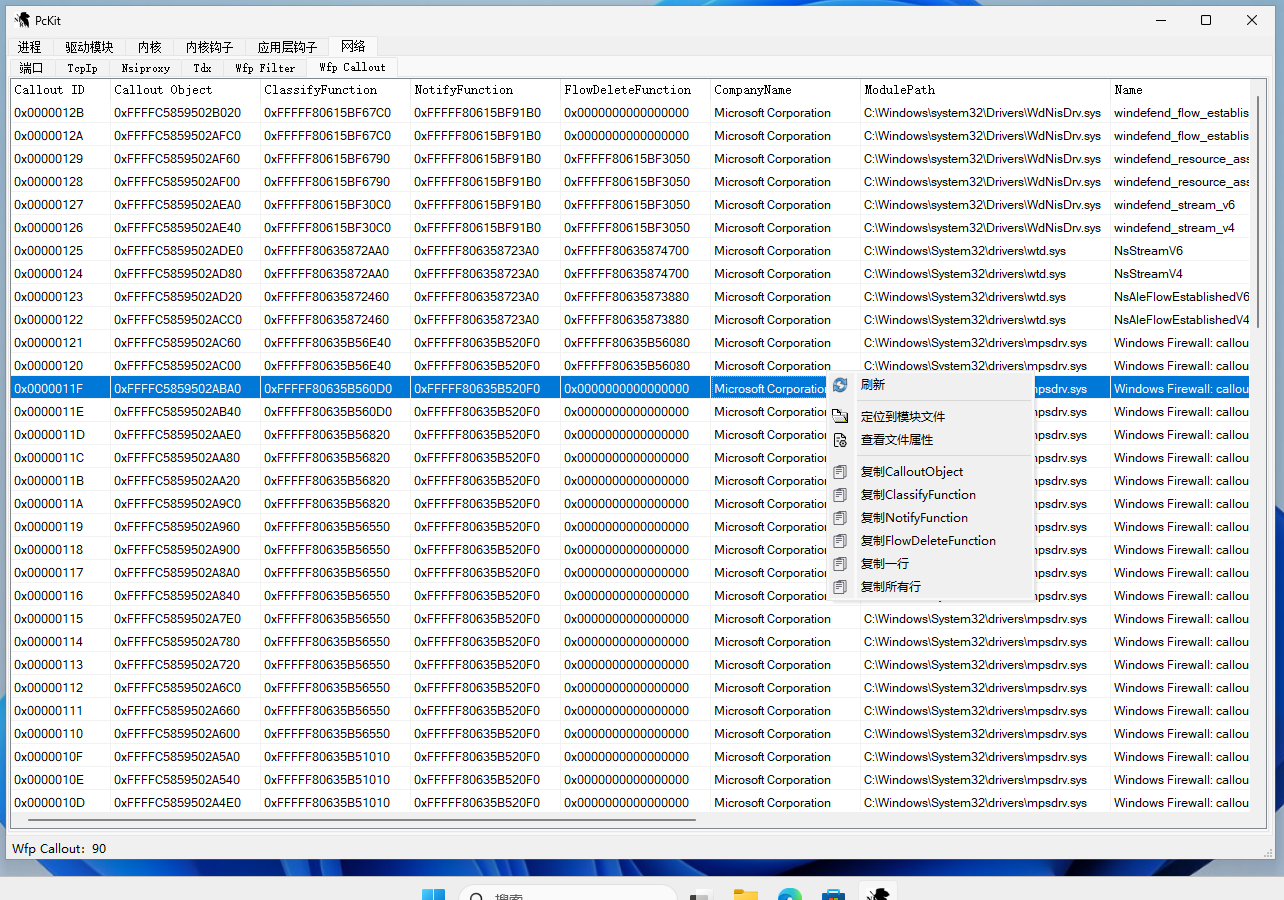 PcKit
进程 驱动模块 内核 内核钩子 应用层钩子 网络
端口 TcpIp Nsiproxy Tdx Wfp Filter Wfp Callout
Callout ID Callout Object ClassifyFunction NotifyFunction FlowDeleteFunction CompanyName ModulePath Name
0x0000012B 0xFFFFC5859502B020 0xFFFFF80615BF67C0 0xFFFFF80615BF91B0 0x0000000000000000 Microsoft Corporation C:\Windows\system32\Drivers\WdNisDrv.sys windefend_flow_establis
0x0000012A 0xFFFFC5859502AFC0 0xFFFFF80615BF67C0 0xFFFFF80615BF91B0 0x0000000000000000 Microsoft Corporation C:\Windows\system32\Drivers\WdNisDrv.sys windefend_flow_establis
0x00000129 0xFFFFC5859502AF60 0xFFFFF80615BF6790 0xFFFFF80615BF91B0 0xFFFFF80615BF3050 Microsoft Corporation C:\Windows\system32\Drivers\WdNisDrv.sys windefend_resource_ass
0x00000128 0xFFFFC5859502AF00 0xFFFFF80615BF6790 0xFFFFF80615BF91B0 0xFFFFF80615BF3050 Microsoft Corporation C:\Windows\system32\Drivers\WdNisDrv.sys windefend_resource_ass
0x00000127 0xFFFFC5859502AEA0 0xFFFFF80615BF30C0 0xFFFFF80615BF91B0 0xFFFFF80615BF3050 Microsoft Corporation C:\Windows\system32\Drivers\WdNisDrv.sys windefend_stream_v6
0x00000126 0xFFFFC5859502AE40 0xFFFFF80615BF30C0 0xFFFFF80615BF91B0 0xFFFFF80615BF3050 Microsoft Corporation C:\Windows\system32\Drivers\WdNisDrv.sys windefend_stream_v4
0x00000125 0xFFFFC5859502ADE0 0xFFFFF80635872AA0 0xFFFFF806358723A0 0xFFFFF80635874700 Microsoft Corporation C:\Windows\System32\drivers\wtd.sys NsStreamV6
0x00000124 0xFFFFC5859502AD80 0xFFFFF80635872AA0 0xFFFFF806358723A0 0xFFFFF80635874700 Microsoft Corporation C:\Windows\System32\drivers\wtd.sys NsStreamV4
0x00000123 0xFFFFC5859502AD20 0xFFFFF80635872460 0xFFFFF806358723A0 0xFFFFF80635873880 Microsoft Corporation C:\Windows\System32\drivers\wtd.sys NsAleFlowEstablishedV6
0x00000122 0xFFFFC5859502ACC0 0xFFFFF80635872460 0xFFFFF806358723A0 0xFFFFF80635873880 Microsoft Corporation C:\Windows\System32\drivers\wtd.sys NsAleFlowEstablishedV4
0x00000121 0xFFFFC5859502AC60 0xFFFFF80635B56E40 0xFFFFF80635B520F0 0xFFFFF80635B56080 Microsoft Corporation C:\Windows\System32\drivers\mpsdrv.sys Windows Firewall: callou
0x00000120 0xFFFFC5859502AC00 0xFFFFF80635B56E40 0xFFFFF80635B520F0 0xFFFFF80635B56080 Microsoft Corporation C:\Windows\System32\drivers\mpsdrv.sys Windows Firewall: callou
0x0000011F 0xFFFFC5859502ABA0 0xFFFFF80635B560D0 0xFFFFF80635B520F0 0x0000000000000000 Microsoft Corporation 刷新 mpsdrv.sys Windows Firewall: callou
0x0000011E 0xFFFFC5859502AB40 0xFFFFF80635B560D0 0xFFFFF80635B520F0 0x0000000000000000 Microsoft Corporation 定位到模块文件 mpsdrv.sys Windows Firewall: callou
0x0000011D 0xFFFFC5859502AAE0 0xFFFFF80635B56820 0xFFFFF80635B520F0 0x0000000000000000 Microsoft Corporation 查看文件属性 mpsdrv.sys Windows Firewall: callou
0x0000011C 0xFFFFC5859502AA80 0xFFFFF80635B56820 0xFFFFF80635B520F0 0x0000000000000000 Microsoft Corporation mpsdrv.sys Windows Firewall: callou
0x0000011B 0xFFFFC5859502AA20 0xFFFFF80635B56820 0xFFFFF80635B520F0 0x0000000000000000 Microsoft Corporation 复制CalloutObject mpsdrv.sys Windows Firewall: callou
0x0000011A 0xFFFFC5859502A9C0 0xFFFFF80635B56820 0xFFFFF80635B520F0 0x0000000000000000 Microsoft Corporation 复制ClassifyFunction mpsdrv.sys Windows Firewall: callou
0x00000119 0xFFFFC5859502A960 0xFFFFF80635B56550 0xFFFFF80635B520F0 0x0000000000000000 Microsoft Corporation 复制NotifyFunction mpsdrv.sys Windows Firewall: callou
0x00000118 0xFFFFC5859502A900 0xFFFFF80635B56550 0xFFFFF80635B520F0 0x0000000000000000 Microsoft Corporation 复制FlowDeleteFunction mpsdrv.sys Windows Firewall: callou
0x00000117 0xFFFFC5859502A8A0 0xFFFFF80635B56550 0xFFFFF80635B520F0 0x0000000000000000 Microsoft Corporation 复制一行 mpsdrv.sys Windows Firewall: callou
0x00000116 0xFFFFC5859502A840 0xFFFFF80635B56550 0xFFFFF80635B520F0 0x0000000000000000 Microsoft Corporation 复制所有行 mpsdrv.sys Windows Firewall: callou
0x00000115 0xFFFFC5859502A7E0 0xFFFFF80635B56550 0xFFFFF80635B520F0 0x0000000000000000 Microsoft Corporation C:\Windows\System32\drivers\mpsdrv.sys Windows Firewall: callou
0x00000114 0xFFFFC5859502A780 0xFFFFF80635B56550 0xFFFFF80635B520F0 0x0000000000000000 Microsoft Corporation C:\Windows\System32\drivers\mpsdrv.sys Windows Firewall: callou
0x00000113 0xFFFFC5859502A720 0xFFFFF80635B56550 0xFFFFF80635B520F0 0x0000000000000000 Microsoft Corporation C:\Windows\System32\drivers\mpsdrv.sys Windows Firewall: callou
0x00000112 0xFFFFC5859502A6C0 0xFFFFF80635B56550 0xFFFFF80635B520F0 0x0000000000000000 Microsoft Corporation C:\Windows\System32\drivers\mpsdrv.sys Windows Firewall: callou
0x00000111 0xFFFFC5859502A660 0xFFFFF80635B56550 0xFFFFF80635B520F0 0x0000000000000000 Microsoft Corporation C:\Windows\System32\drivers\mpsdrv.sys Windows Firewall: callou
0x00000110 0xFFFFC5859502A600 0xFFFFF80635B56550 0xFFFFF80635B520F0 0x0000000000000000 Microsoft Corporation C:\Windows\System32\drivers\mpsdrv.sys Windows Firewall: callou
0x0000010F 0xFFFFC5859502A5A0 0xFFFFF80635B51010 0xFFFFF80635B520F0 0x0000000000000000 Microsoft Corporation C:\Windows\System32\drivers\mpsdrv.sys Windows Firewall: callou
0x0000010E 0xFFFFC5859502A540 0xFFFFF80635B51010 0xFFFFF80635B520F0 0x0000000000000000 Microsoft Corporation C:\Windows\System32\drivers\mpsdrv.sys Windows Firewall: callou
0x0000010D 0xFFFFC5859502A4E0 0xFFFFF80635B51010 0xFFFFF80635B520F0 0x0000000000000000 Microsoft Corporation C:\Windows\System32\drivers\mpsdrv.sys Windows Firewall: callou
Wfp Callout: 90
搜索